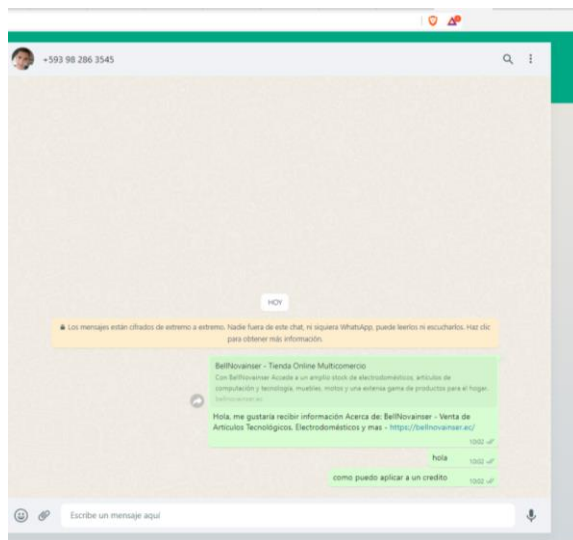 +593 98 286 3545
HOY
Los mensajes están cifrados de extremo a extremo. Nadie fuera de este chat, ni siquiera WhatsApp, puede leerlos ni escucharlos. Haz clic
para obtener más información.
BellNovainser - Tienda Online Multicomercio
Con BellNovainser Accede a un amplio stock de electrodomésticos, artículos de
computación y tecnología, muebles, motos y una extensa gama de productos para el hogar.
bellnovainser.ec
Hola, me gustaría recibir información Acerca de: BellNovainser - Venta de
Artículos Tecnológicos. Electrodomésticos y mas - https://bellnovainser.ec/
10:02
hola
10:02
como puedo aplicar a un credito
10:02
Escribe un mensaje aquí